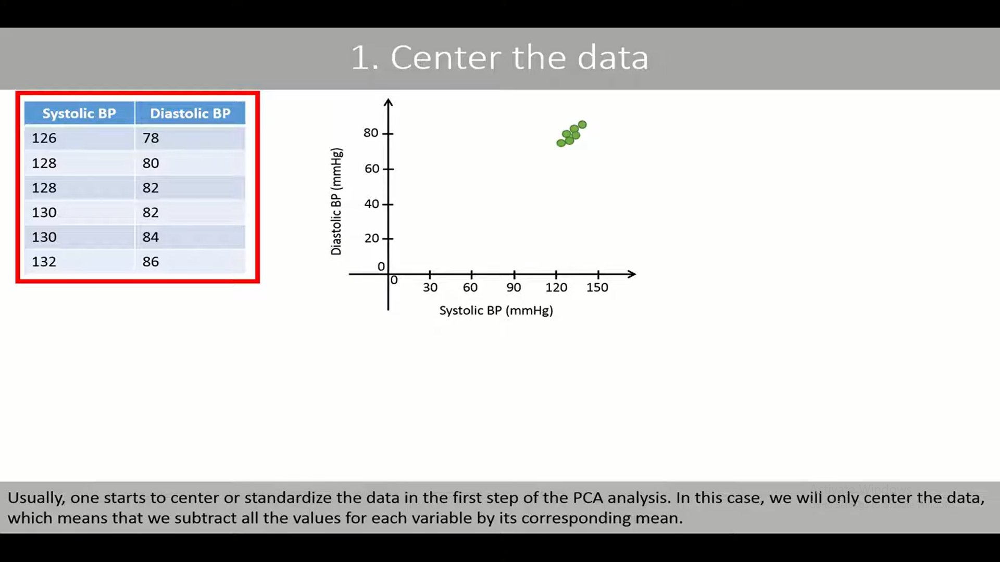 1. Center the data
Systolic BP Diastolic BP
126 78
128 80
128 82
130 82
130 84
132 86
Diastolic BP (mmHg)
80
60
40
20
0
0 30 60 90 120 150
Systolic BP (mmHg)
Usually, one starts to center or standardize the data in the first step of the PCA analysis. In this case, we will only center the data,
which means that we subtract all the values for each variable by its corresponding mean.
Activate Windows